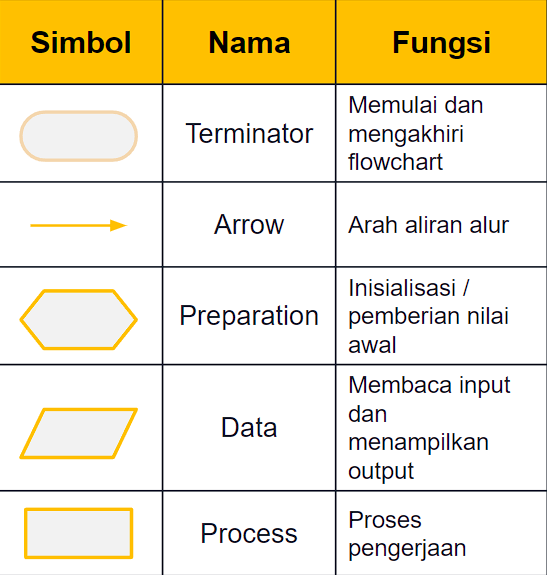 Simbol Nama Fungsi
Terminator
Memulai dan
mengakhiri
flowchart
Arrow
Arah aliran alur
Preparation
Inisialisasi /
pemberian nilai
awal
Data
Membaca input
dan
menampilkan
output
Process
Proses
pengerjaan